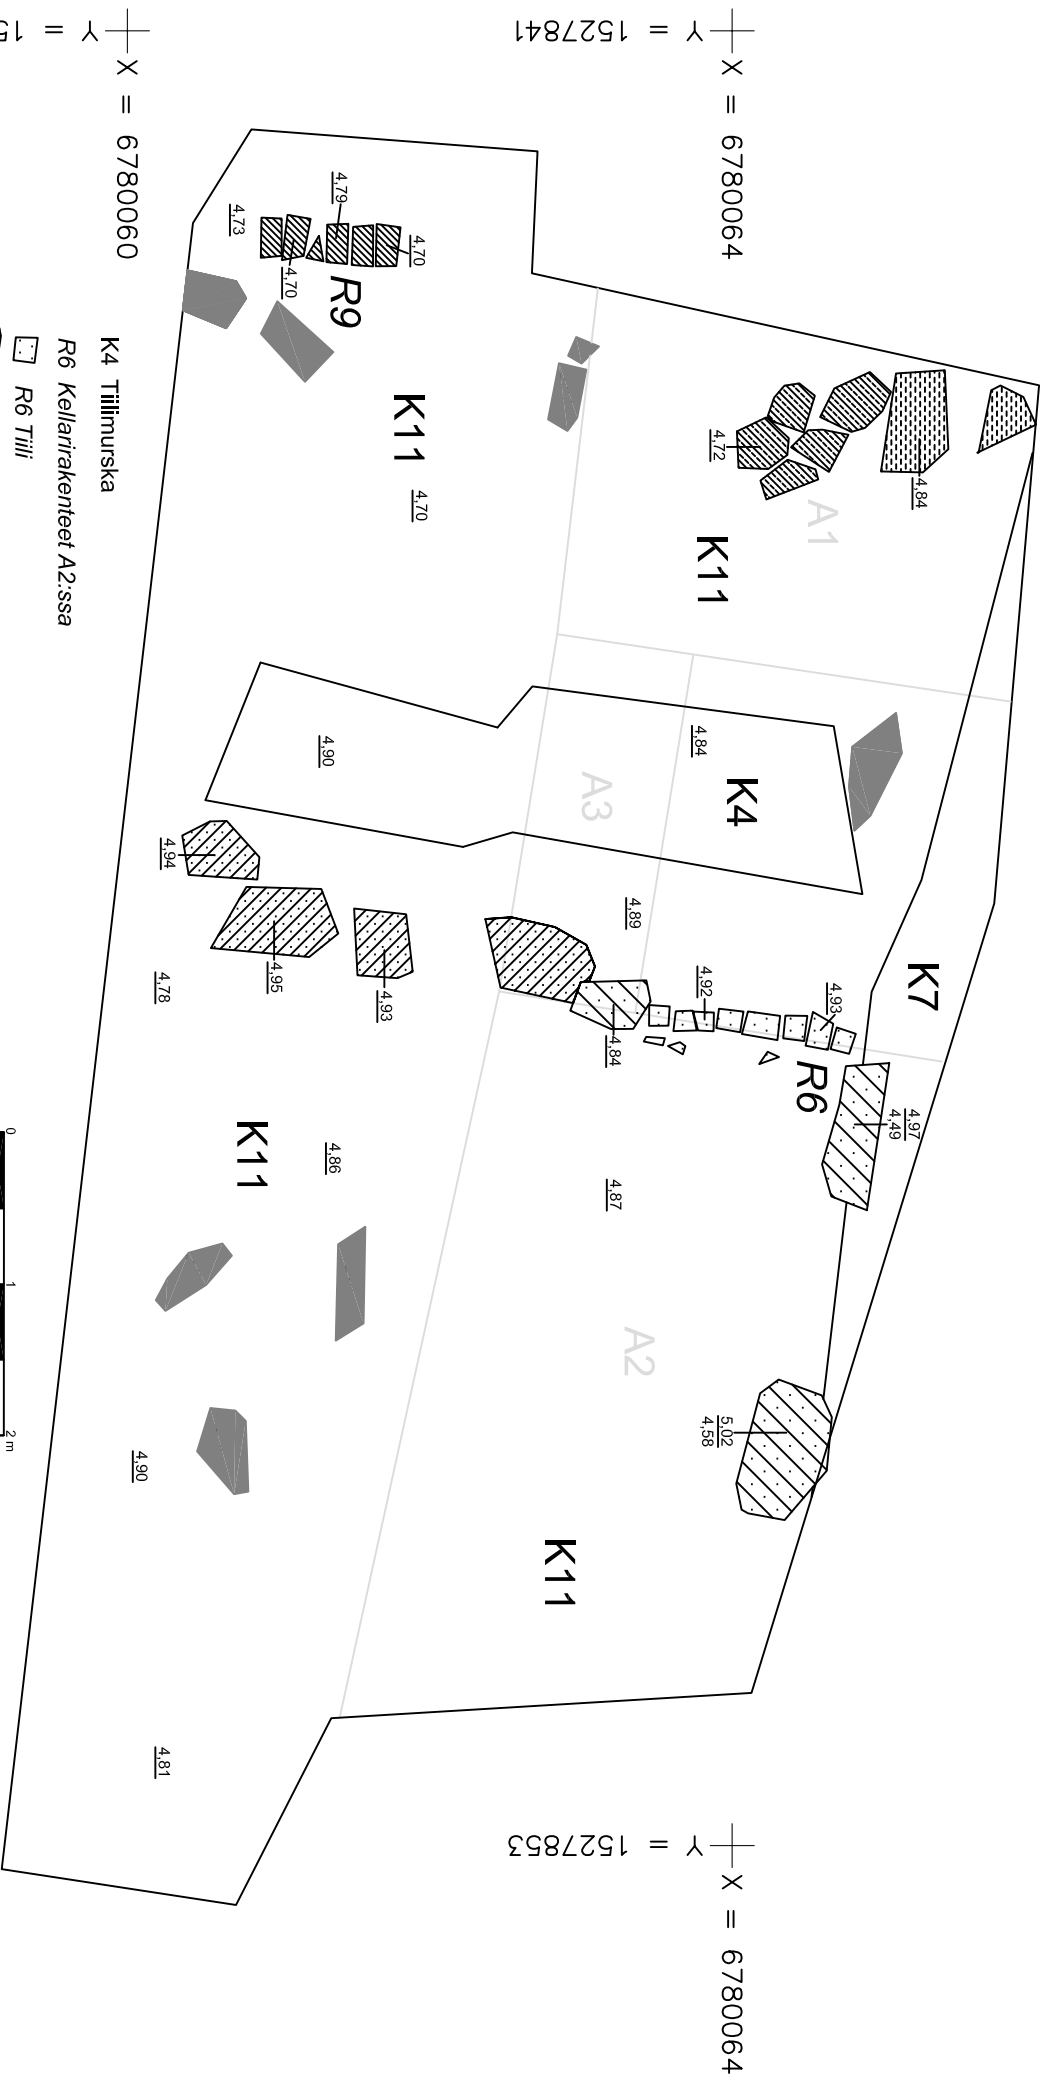 X = 6780060
Y = 15
X = 6780064
Y = 1527841
X = 6780064
Y = 1527853
4,73
4,79
4,70
4,70
R9
K11
4,70
4,72
4,84
A1
K11
4,90
4,84
A3
K4
K7
4,94
4,95
4,93
4,78
4,89
4,84
4,92
4,93
R6
4,97
4,49
K11
4,86
4,87
A2
5,02
4,58
4,90
K11
4,81
K4 Tiilimurska
R6 Kellarirakenteet A2:ssa
R6 Tiili
0
1
2 m